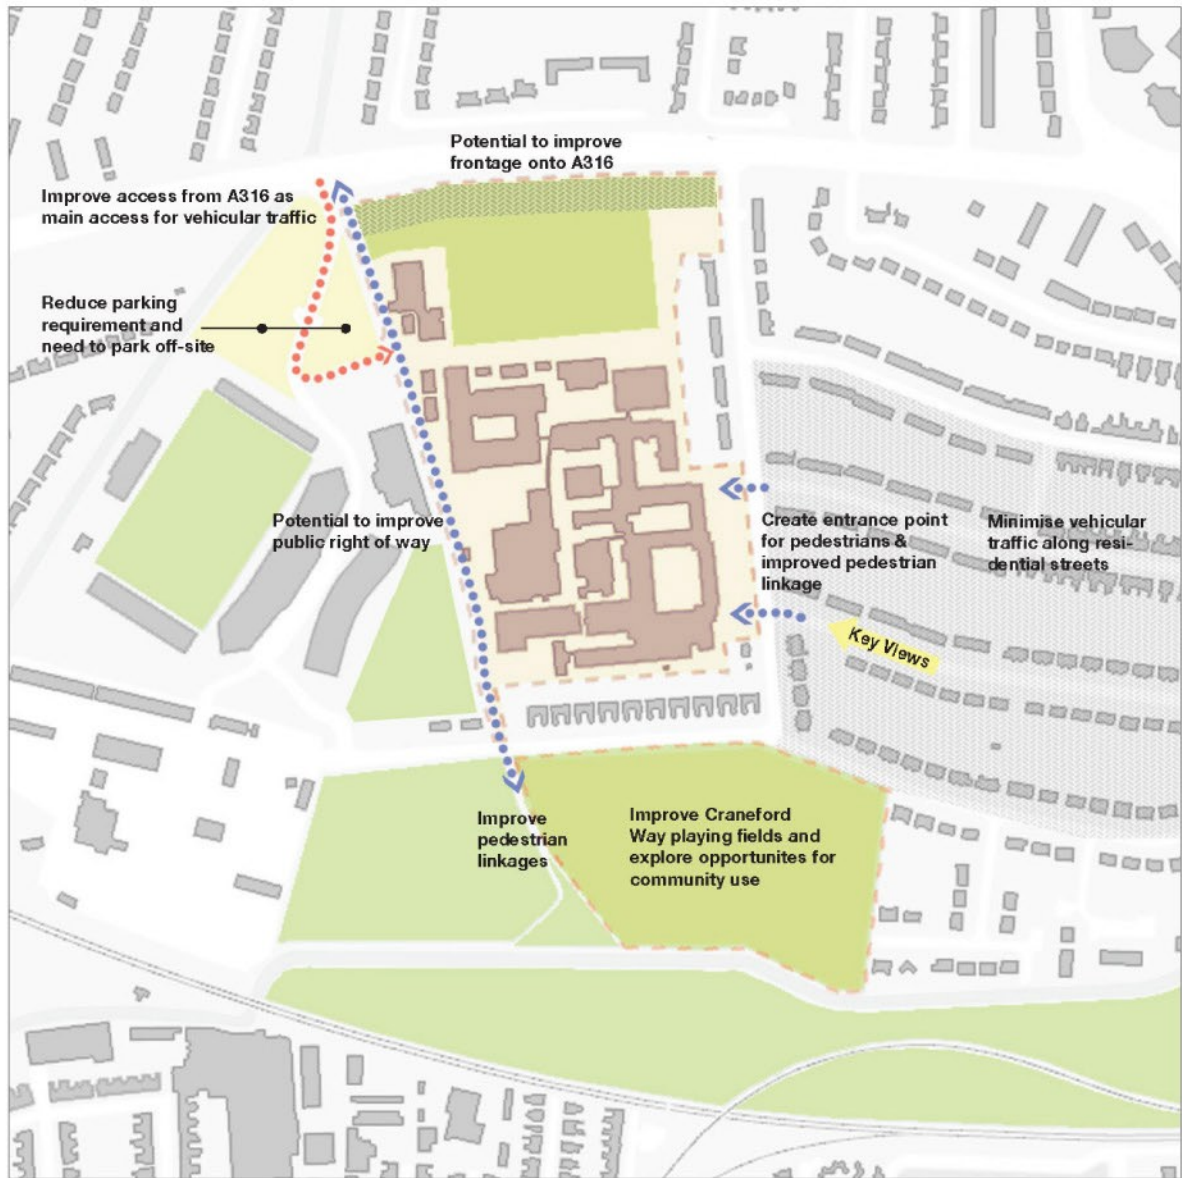 Potential to improve
frontage onto A316
Improve access from A316 as
main access for vehicular traffic
Reduce parking
requirement and
need to park off-site
Potential to improve
public right of way
Create entrance point
for pedestrians &
improved pedestrian
linkage
Minimise vehicular
traffic along resi-
dential streets
Key Views
Improve
pedestrian
linkages
Improve Craneford
Way playing fields and
explore opportunites for
community use